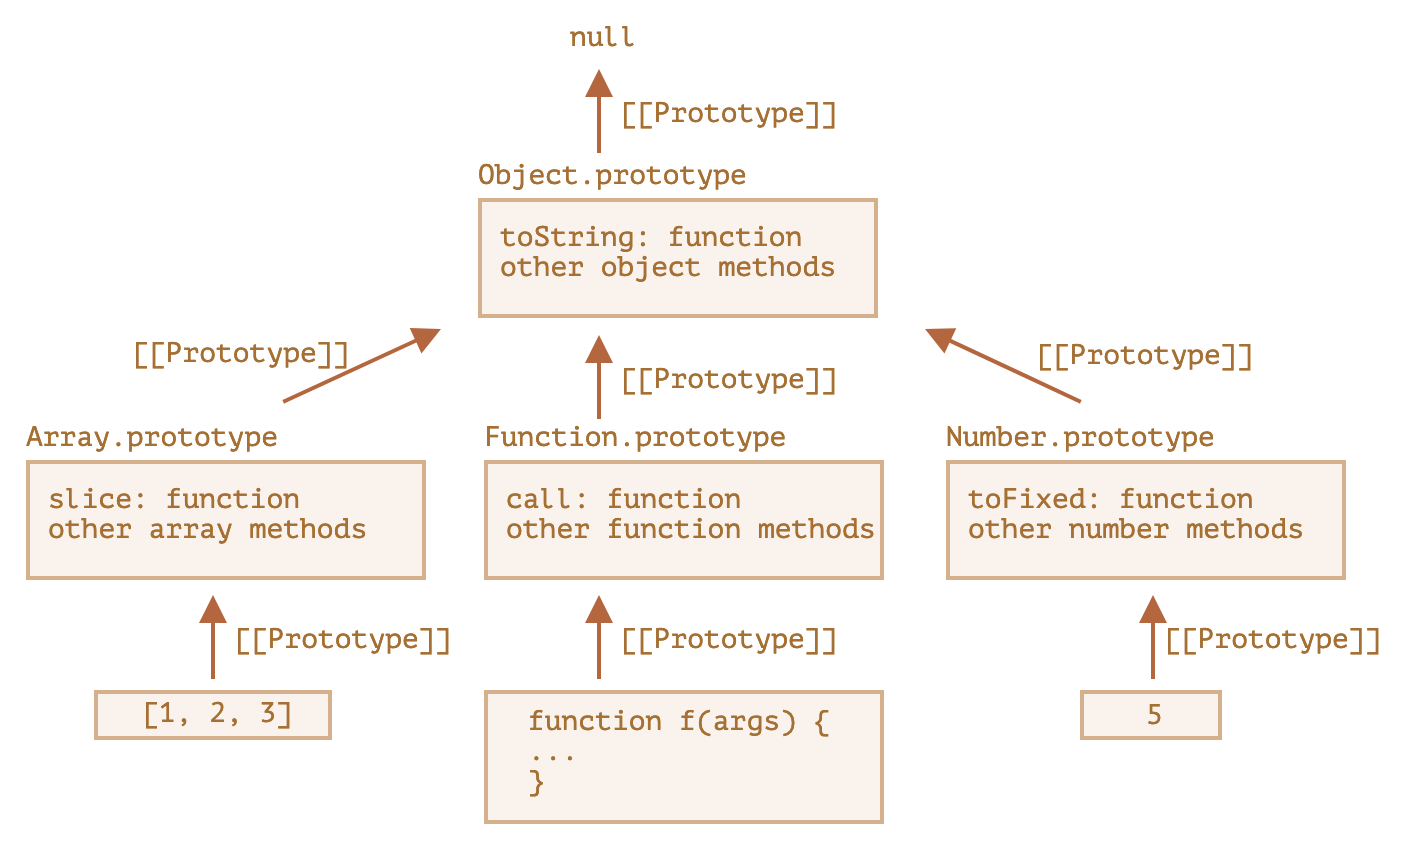 null
[[Prototype]]
Object.prototype
toString: function
other object methods
[[Prototype]]
[[Prototype]]
[[Prototype]]
Array.prototype
slice: function
other array methods
Function.prototype
call: function
other function methods
Number.prototype
toFixed: function
other number methods
[[Prototype]]
[[Prototype]]
[[Prototype]]
[1, 2, 3]
function f(args) {
...
}
5